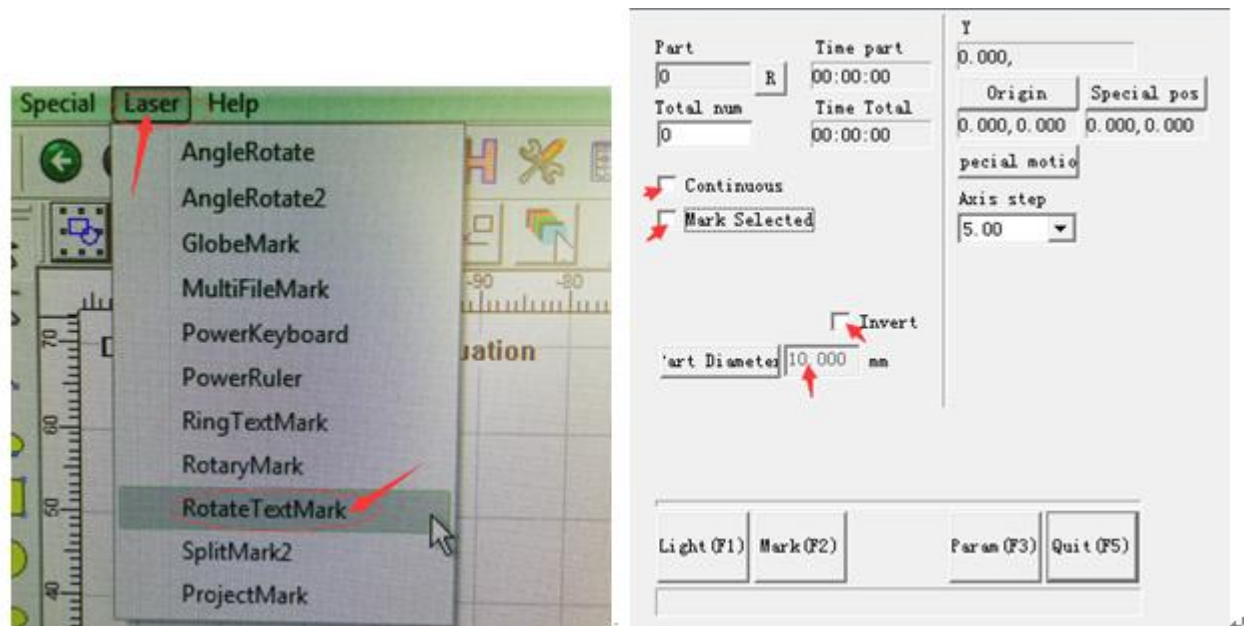 Special Laser Help
AngleRotate
AngleRotate2
GlobeMark
MultiFileMark
PowerKeyboard
PowerRuler
RingTextMark
RotaryMark
RotateTextMark
SplitMark2
ProjectMark
-90 -80
70
60
50
40
uation
Part Time part
0 R 00:00:00
Total num Time Total
0 00:00:00
Continuous
Mark Selected
Invert
'art Diameter 10.000 mm
Light(F1) Mark(F2) Param(F3) Quit(F5)
Y
0.000,
Origin Special pos
0.000,0.000 0.000,0.000
pecial motio
Axis step
5.00